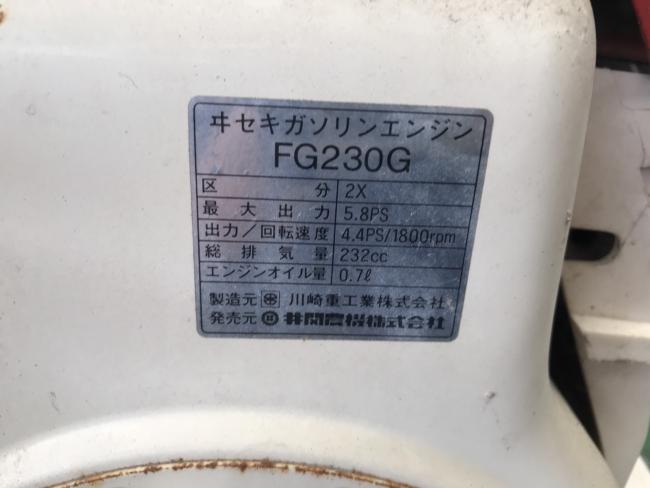 ヰセキガソリンエンジン
FG230G
区分 2X
最大出力 5.8PS
出力/回転速度 4.4PS/1800rpm
総排気量 232cc
エンジンオイル量 0.7ℓ
製造元 川崎重工業株式会社
発売元 井関農機株式会社